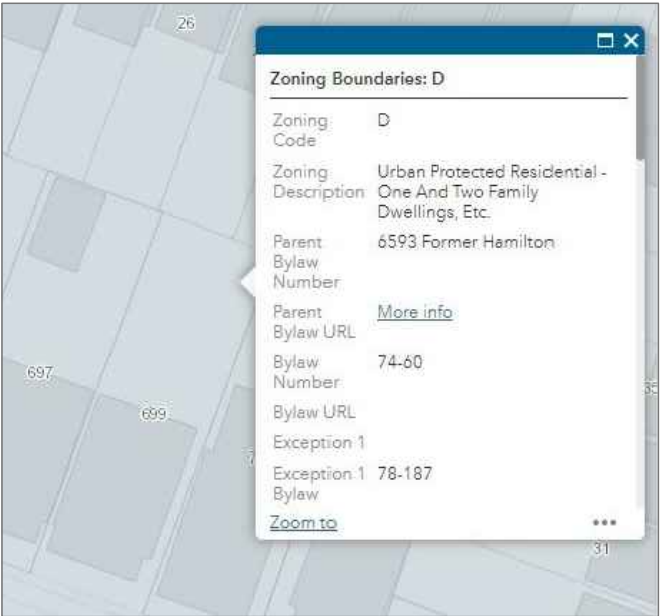 26
Zoning Boundaries: D
Zoning Code D
Zoning Description Urban Protected Residential - One And Two Family Dwellings, Etc.
Parent Bylaw Number 6593 Former Hamilton
Parent Bylaw URL More info
Bylaw Number 74-60
Bylaw URL
Exception 1
Exception 1 Bylaw 78-187
Zoom to
697
699
7
35
31